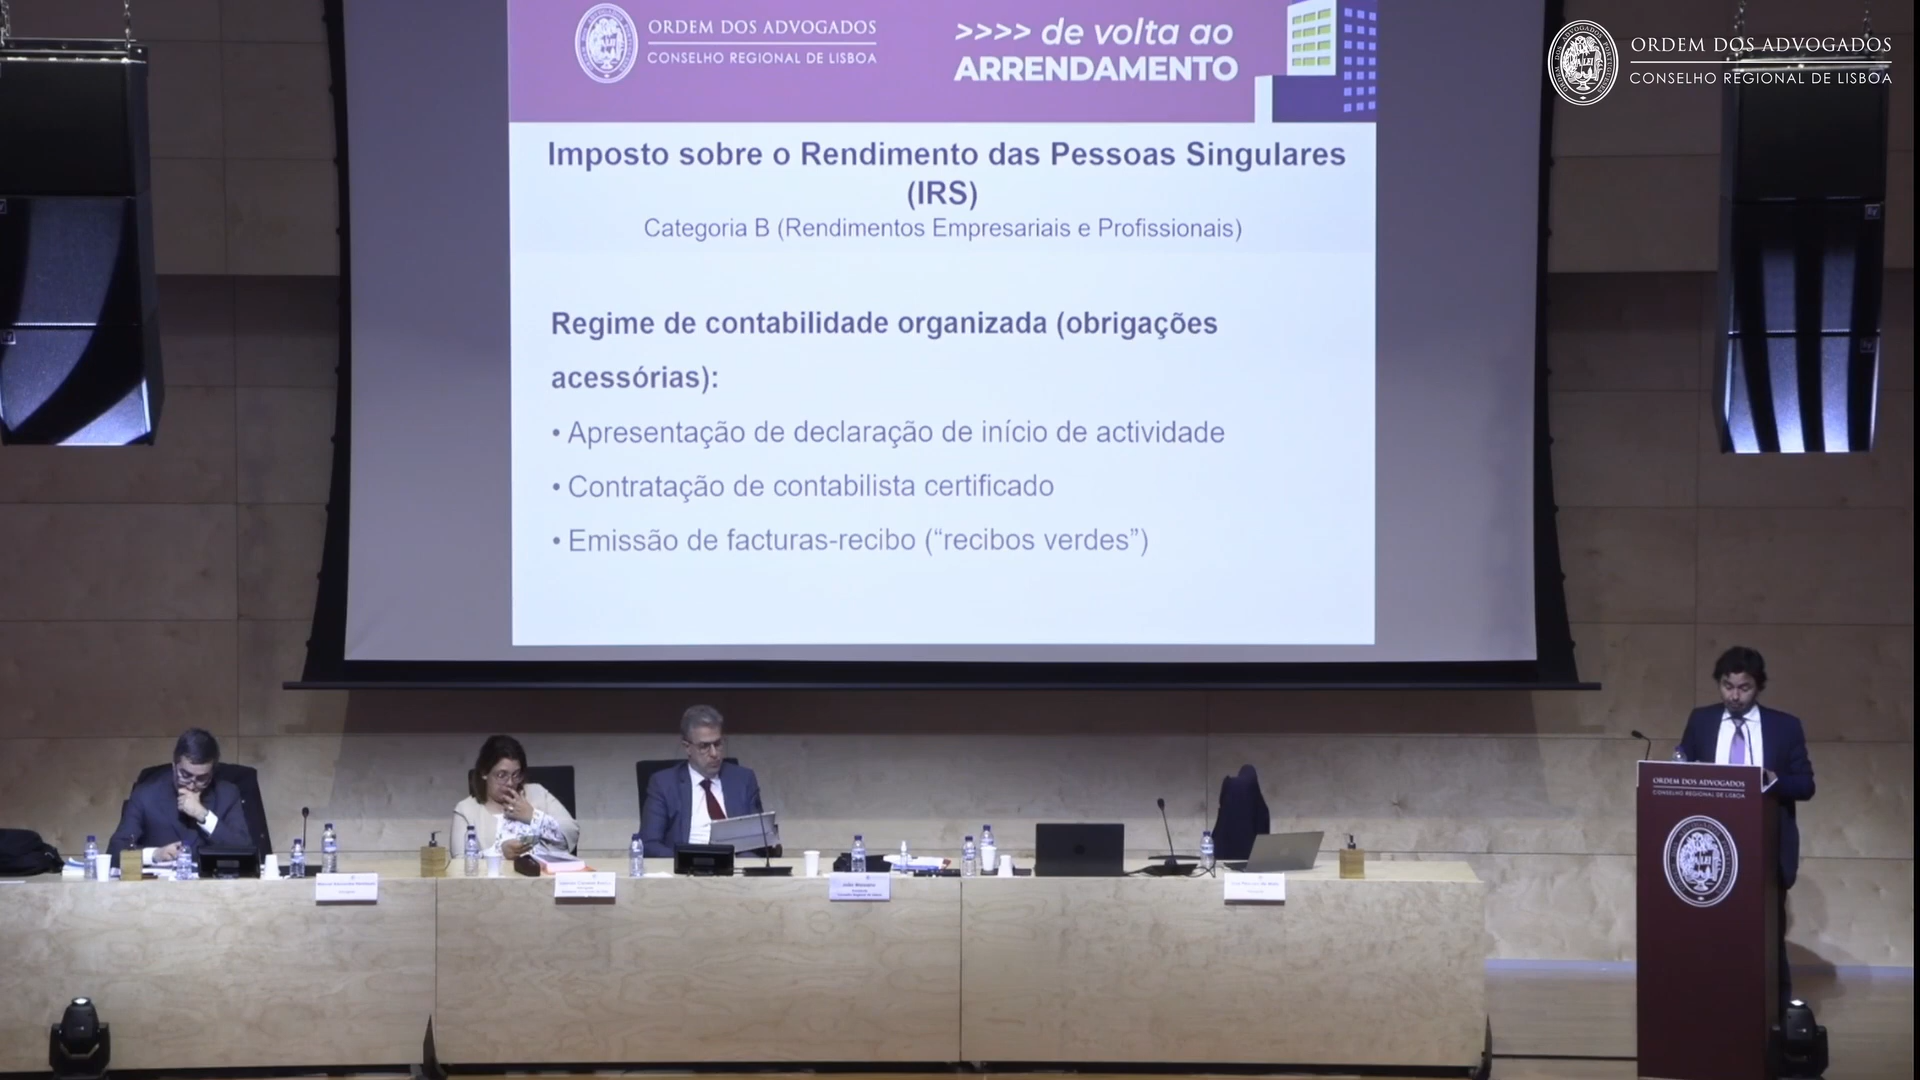 ORDEM DOS ADVOGADOS
CONSELHO REGIONAL DE LISBOA
>>>> de volta ao
ARRENDAMENTO
ORDEM DOS ADVOGADOS
CONSELHO REGIONAL DE LISBOA
Imposto sobre o Rendimento das Pessoas Singulares
(IRS)
Categoria B (Rendimentos Empresariais e Profissionais)
Regime de contabilidade organizada (obrigações
acessórias):
• Apresentação de declaração de início de actividade
• Contratação de contabilista certificado
• Emissão de facturas-recibo (“recibos verdes”)
ORDEM DOS ADVOGADOS
CONSELHO REGIONAL DE LISBOA
João Massano